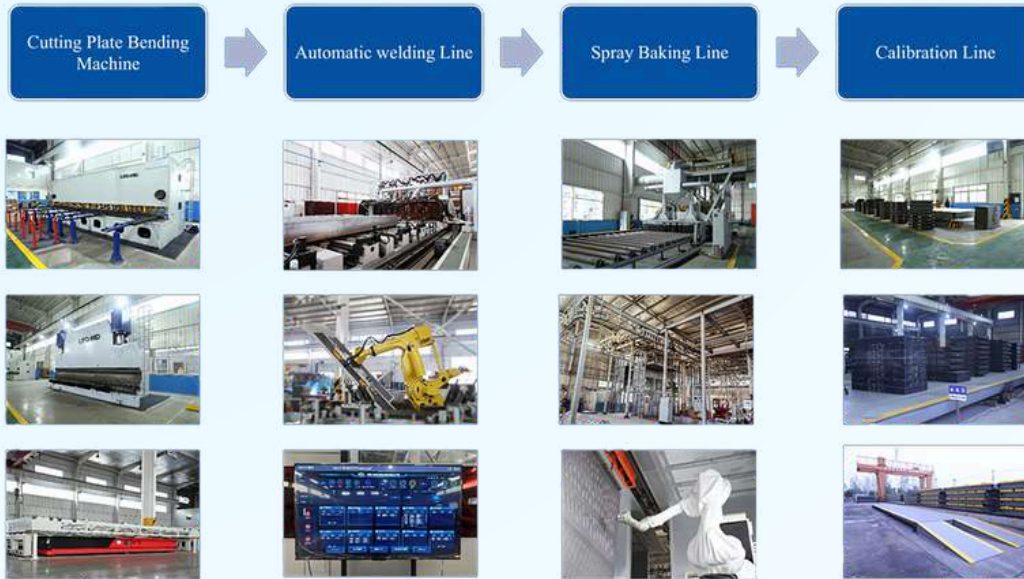 Cutting Plate Bending
Machine
Automatic welding Line
Spray Baking Line
Calibration Line